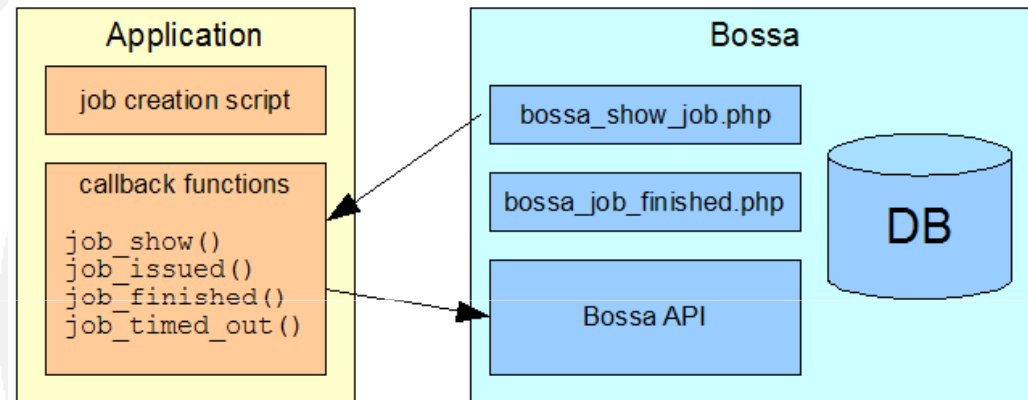 Application
job creation script
callback functions
job_show()
job_issued()
job_finished()
job_timed_out()
Bossa
bossa_show_job.php
bossa_job_finished.php
Bossa API
DB